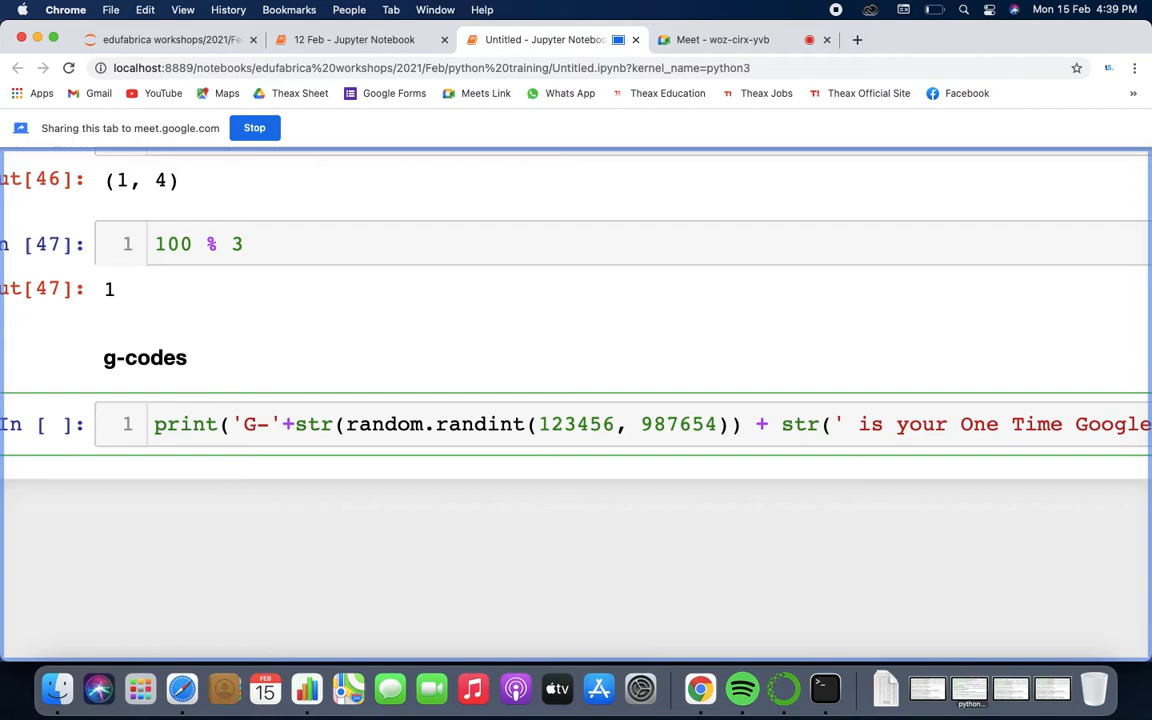 Chrome File Edit View History Bookmarks People Tab Window Help Mon 15 Feb 4:39 PM
edufabrica workshops/2021/Fe 12 Feb - Jupyter Notebook Untitled - Jupyter Noteboo Meet - woz-cirx-yvb
localhost:8889/notebooks/edufabrica%20workshops/2021/Feb/python%20training/Untitled.ipynb?kernel_name=python3
Apps Gmail YouTube Maps Theax Sheet Google Forms Meets Link Whats App Theax Education Theax Jobs Theax Official Site Facebook »
Sharing this tab to meet.google.com Stop
ut[46]: (1, 4)
n [47]: 1 100 % 3
ut[47]: 1
g-codes
In [ ]: 1 print('G-'+str(random.randint(123456, 987654)) + str(' is your One Time Google
FEB
15
tv
python...